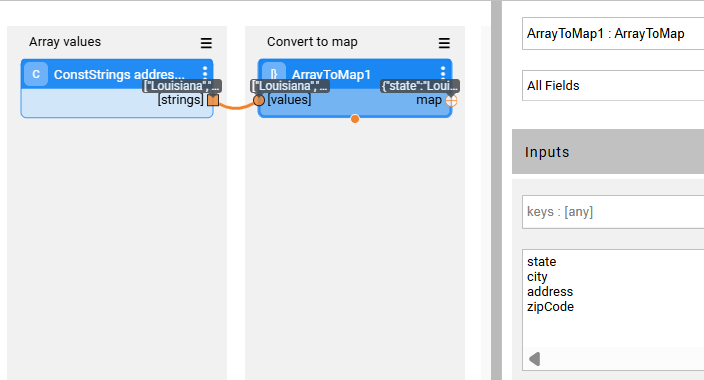 Array values
C ConstStrings addres...
["Louisiana","...
[strings]
Convert to map
[}] ArrayToMap1
["Louisiana","...
{"state":"Loui...
[values]
map
ArrayToMap1 : ArrayToMap
All Fields
Inputs
keys : [any]
state
city
address
zipCode